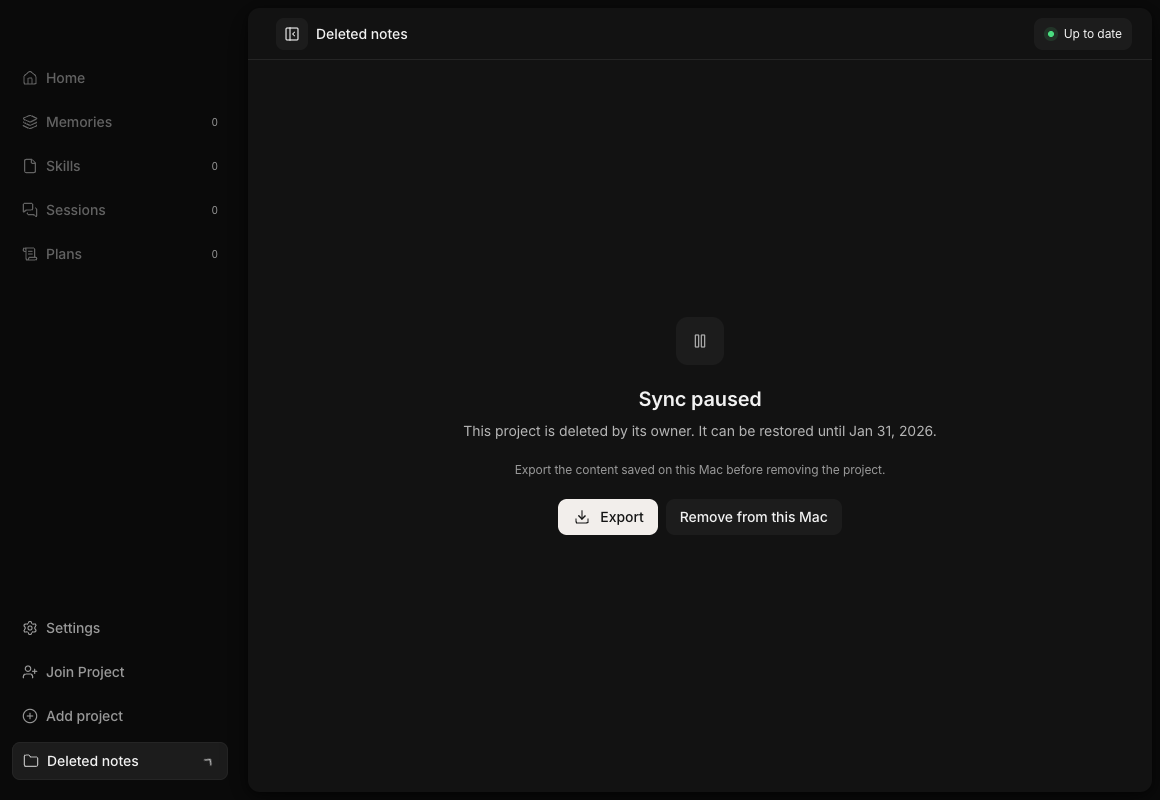 Deleted notes
Up to date
Home
Memories 0
Skills 0
Sessions 0
Plans 0
Sync paused
This project is deleted by its owner. It can be restored until Jan 31, 2026.
Export the content saved on this Mac before removing the project.
Export
Remove from this Mac
Settings
Join Project
Add project
Deleted notes